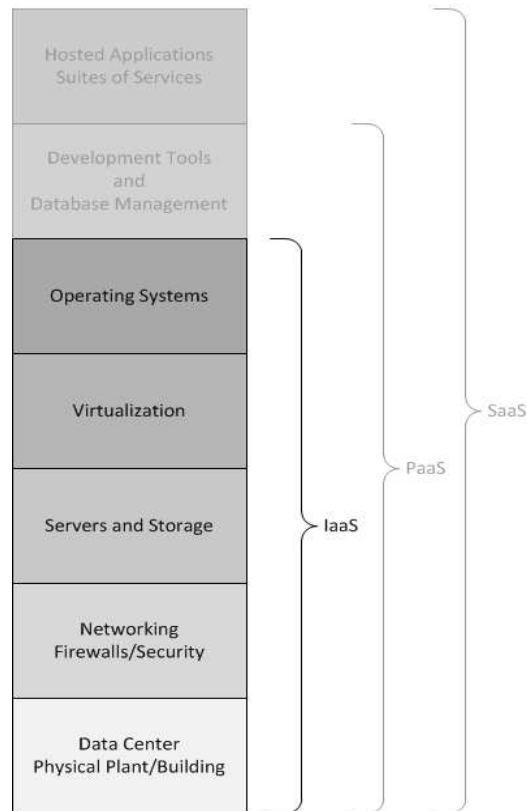 Hosted Applications
Suites of Services
Development Tools
and
Database Management
Operating Systems
Virtualization
Servers and Storage
Networking
Firewalls/Security
Data Center
Physical Plant/Building
IaaS
PaaS
SaaS